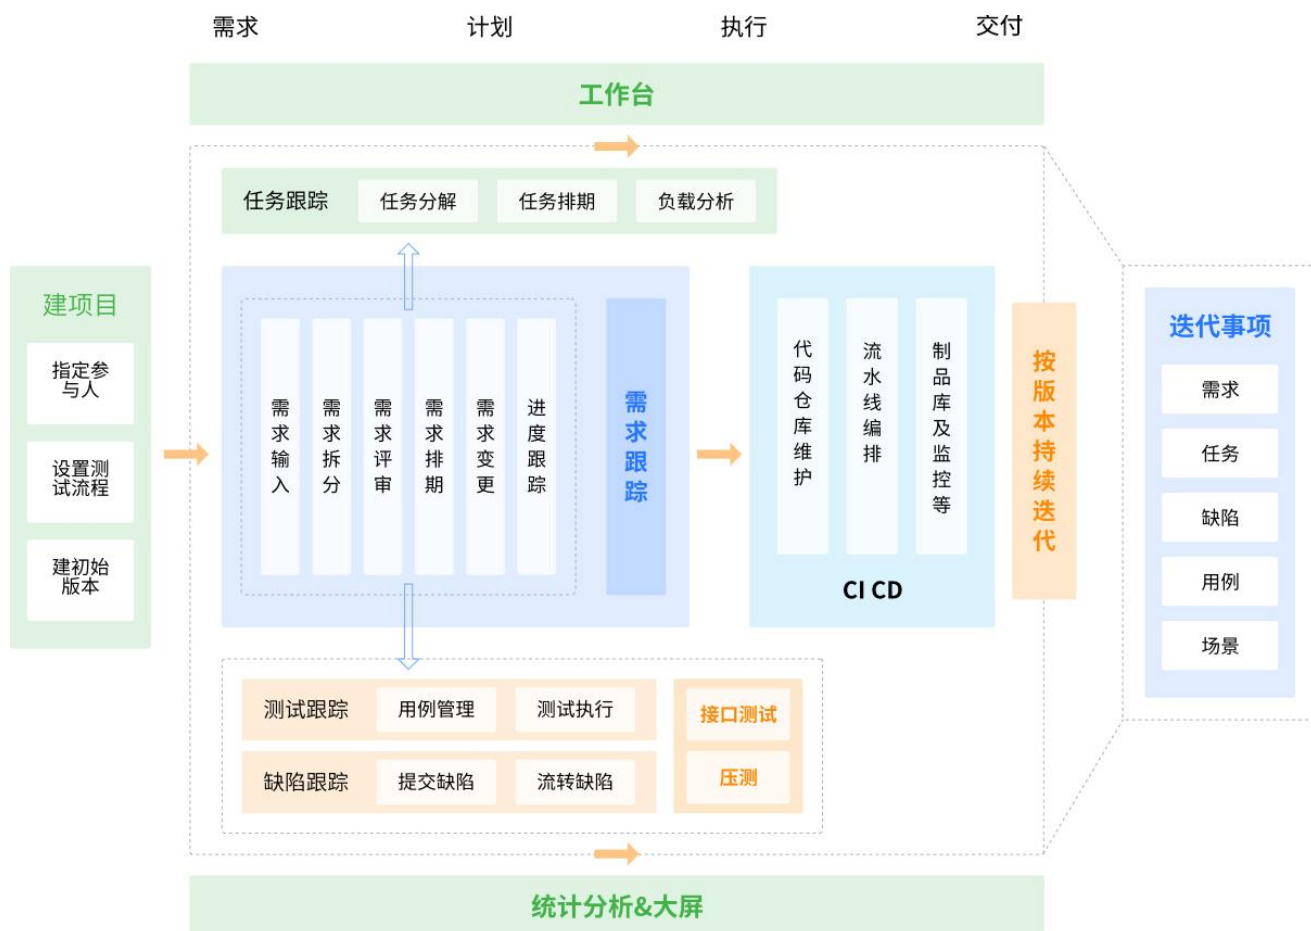 需求
计划
执行
交付
工作台
任务跟踪
任务分解
任务排期
负载分析
建项目
指定参
与人
设置测
试流程
建初始
版本
需求输入
需求拆分
需求评审
需求排期
需求变更
进度跟踪
需求跟踪
代码仓库维护
流水线编排
制品库及监控等
CI CD
按版本持续迭代
迭代事项
需求
任务
缺陷
用例
场景
测试跟踪
用例管理
测试执行
缺陷跟踪
提交缺陷
流转缺陷
接口测试
压测
统计分析&大屏